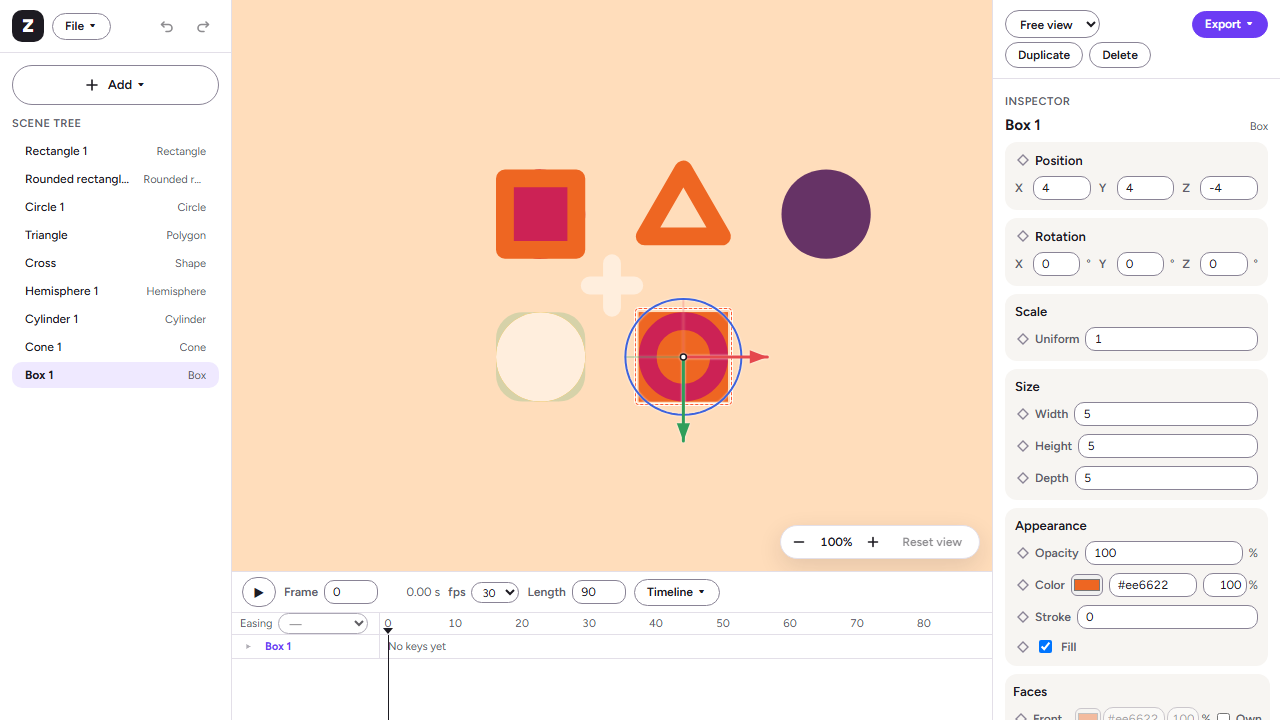 Z File
Add
SCENE TREE
Rectangle 1 Rectangle
Rounded rectangl... Rounded r...
Circle 1 Circle
Triangle Polygon
Cross Shape
Hemisphere 1 Hemisphere
Cylinder 1 Cylinder
Cone 1 Cone
Box 1 Box
100% Reset view
Frame 0 0.00 s fps 30 Length 90 Timeline
Easing — 0 10 20 30 40 50 60 70 80
Box 1 No keys yet
Free view Export
Duplicate Delete
INSPECTOR
Box 1 Box
Position
X 4 Y 4 Z -4
Rotation
X 0 ° Y 0 ° Z 0 °
Scale
Uniform 1
Size
Width 5
Height 5
Depth 5
Appearance
Opacity 100 %
Color #ee6622 100 %
Stroke 0
Fill
Faces
Front #ee6622 100 % Own